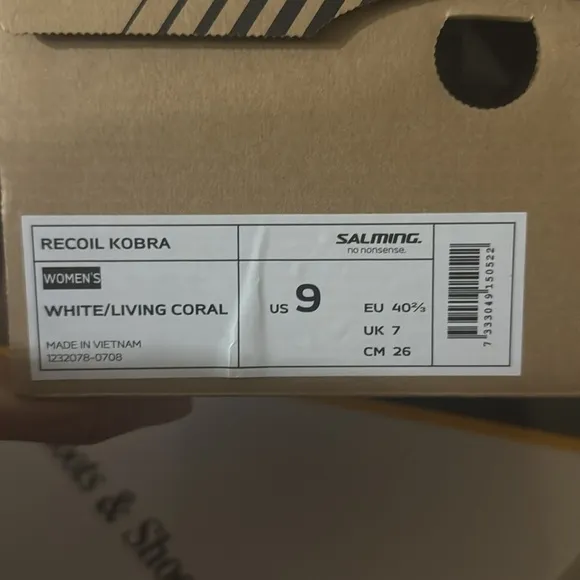 RECOIL KOBRA
SALMING.
no nonsense.
WOMEN'S
WHITE/LIVING CORAL
US 9
EU 40⅔
UK 7
CM 26
MADE IN VIETNAM
1232078-0708
7 333049 150522
& Sho